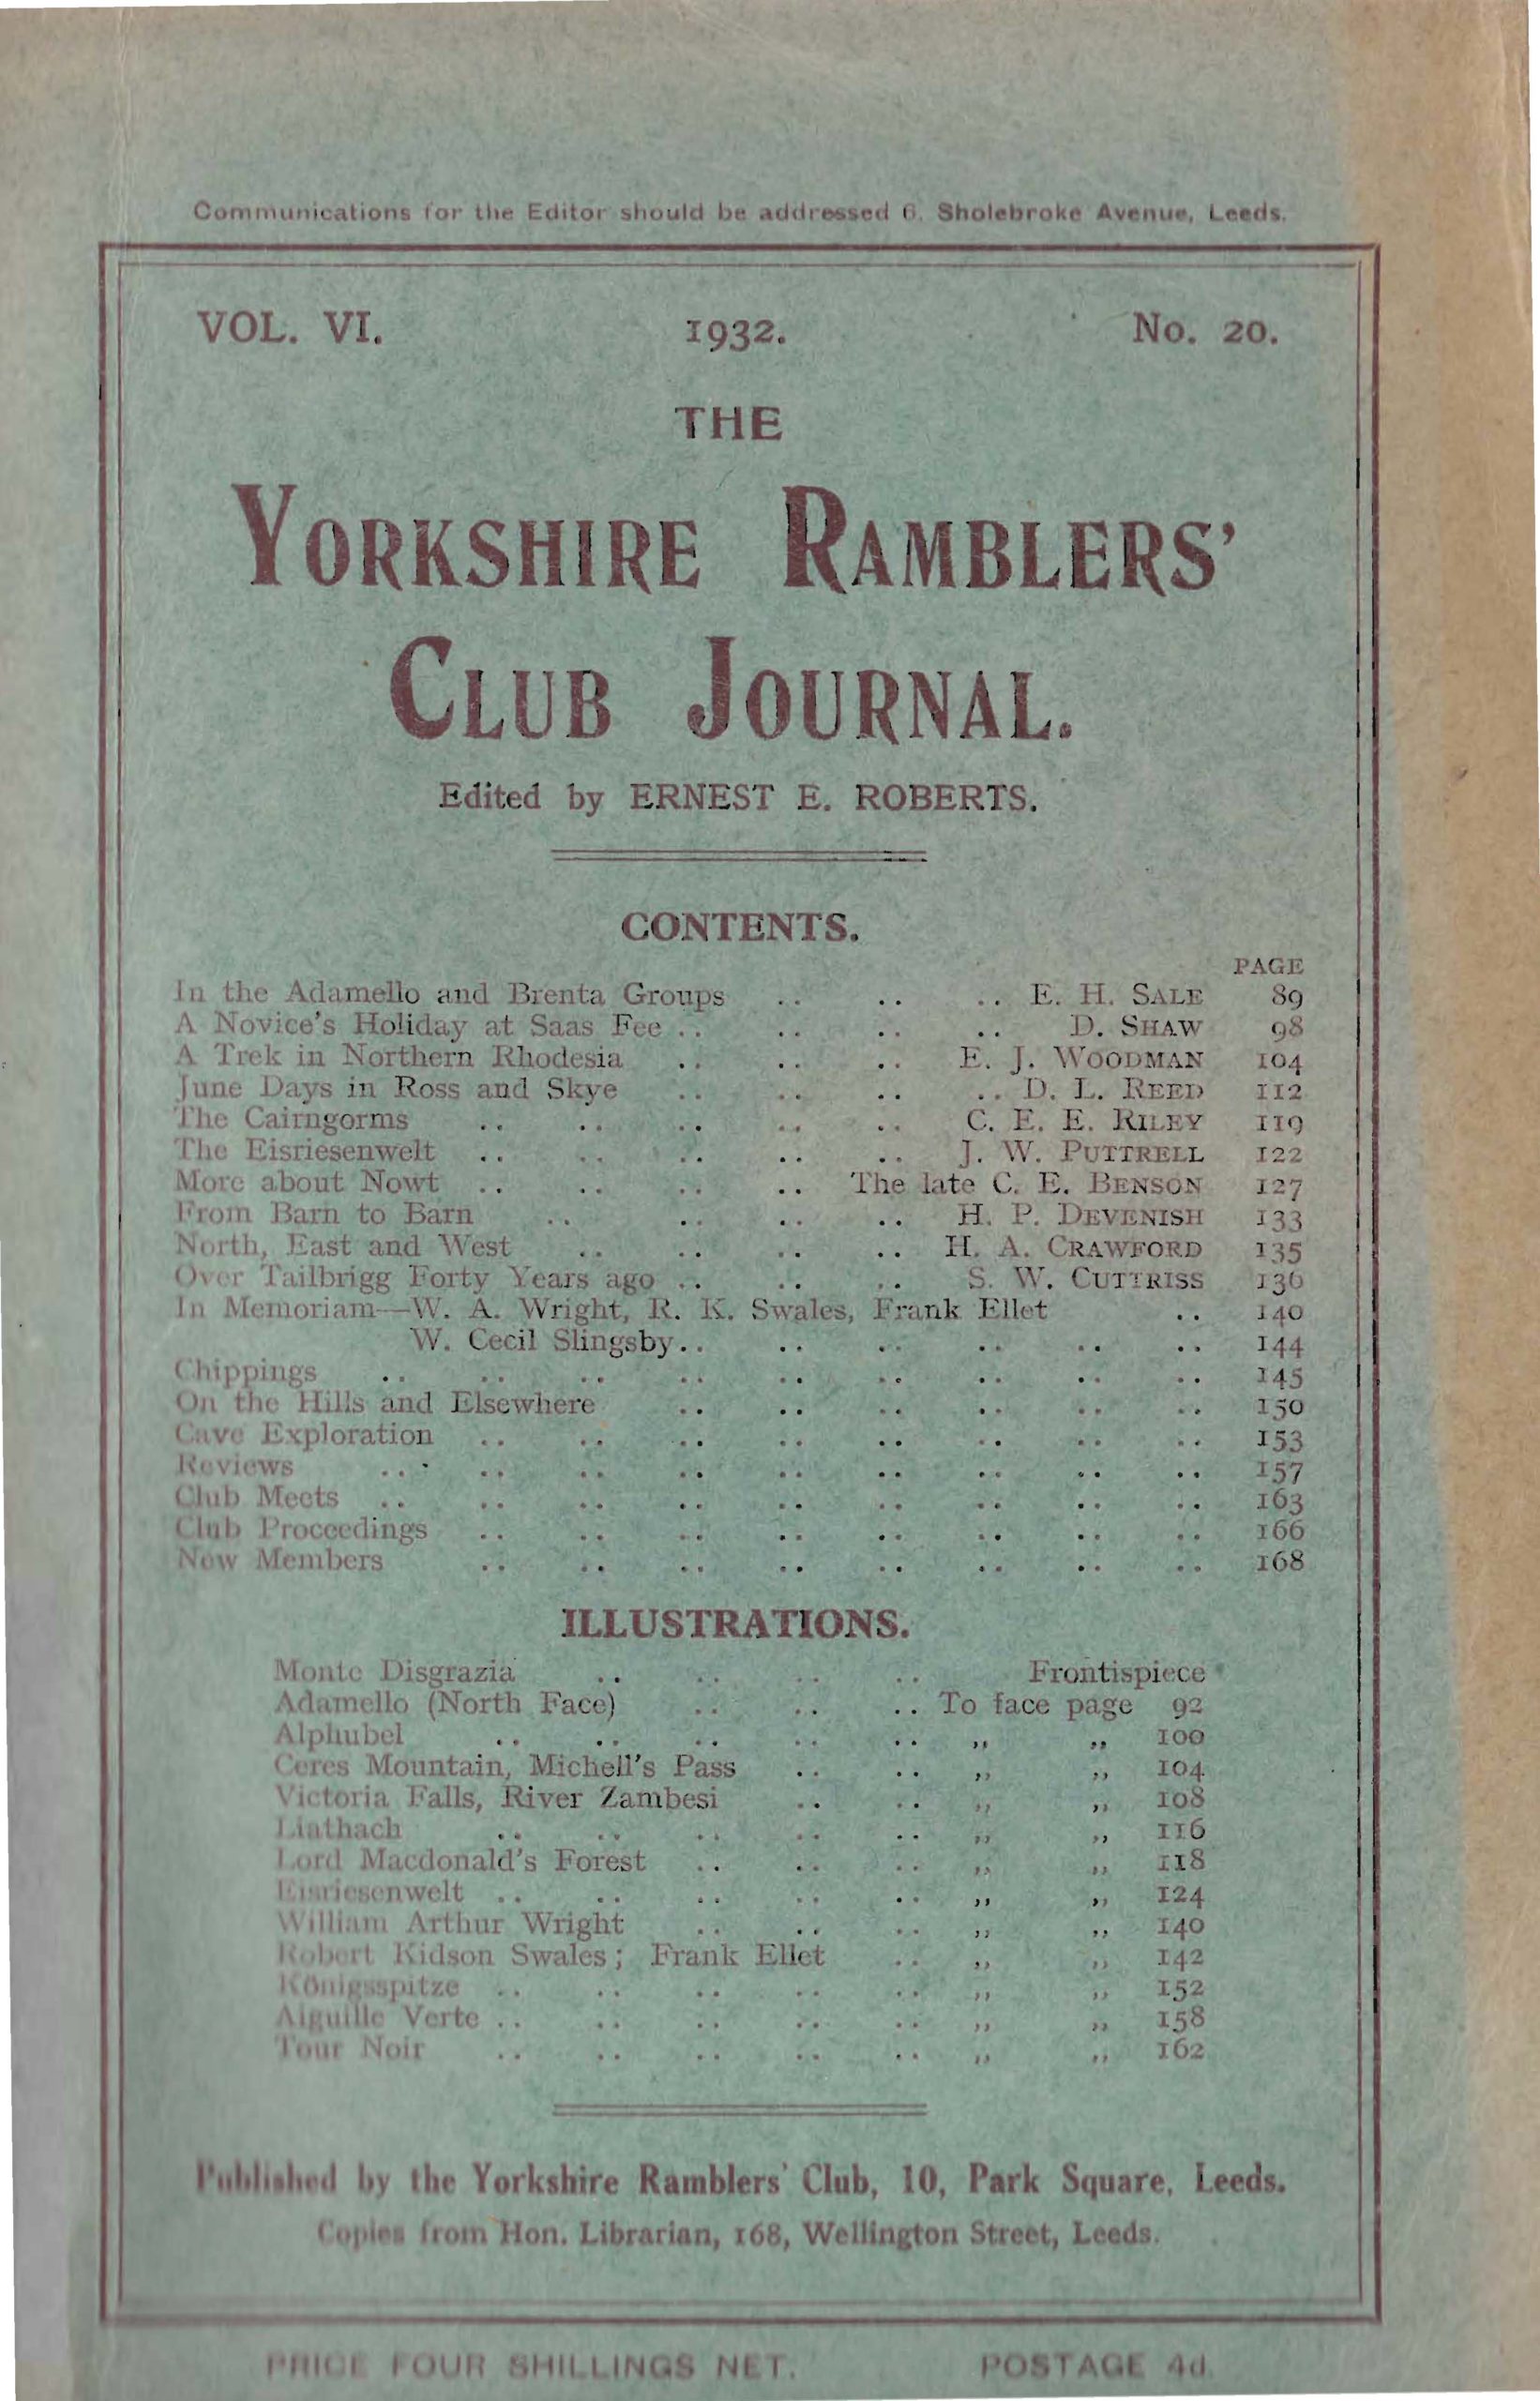 Communications for the Editor should be addressed 6, Sholebroke Avenue, Leeds.
VOL. VI. 1932. No. 20.
THE
YORKSHIRE RAMBLERS'
CLUB JOURNAL.
Edited by ERNEST E. ROBERTS.
CONTENTS.
PAGE
In the Adamello and Brenta Groups .. .. .. E. H. SALE 89
A Novice's Holiday at Saas Fee .. .. .. .. D. SHAW 98
A Trek in Northern Rhodesia .. .. .. E. J. WOODMAN 104
June Days in Ross and Skye .. .. .. .. D. L. REED 112
The Cairngorms .. .. .. .. .. C. E. E. RILEY 119
The Eisriesenwelt .. .. .. .. .. J. W. PUTTRELL 122
More about Nowt .. .. .. .. The late C. E. BENSON 127
From Barn to Barn .. .. .. .. H. P. DEVENISH 133
North, East and West .. .. .. .. H. A. CRAWFORD 135
Over Tailbrigg Forty Years ago .. .. .. S. W. CUTTRISS 136
In Memoriam—W. A. Wright, R. K. Swales, Frank Ellet .. 140
W. Cecil Slingsby .. .. .. .. .. .. 144
Chippings .. .. .. .. .. .. .. .. .. 145
On the Hills and Elsewhere .. .. .. .. .. .. 150
Cave Exploration .. .. .. .. .. .. .. .. 153
Reviews .. .. .. .. .. .. .. .. .. 157
Club Meets .. .. .. .. .. .. .. .. .. 163
Club Proceedings .. .. .. .. .. .. .. .. 166
New Members .. .. .. .. .. .. .. .. 168
ILLUSTRATIONS.
Monte Disgrazia .. .. .. .. Frontispiece
Adamello (North Face) .. .. .. To face page 92
Alphubel .. .. .. .. .. ,, ,, 100
Ceres Mountain, Michell's Pass .. .. ,, ,, 104
Victoria Falls, River Zambesi .. .. ,, ,, 108
Liathach .. .. .. .. .. ,, ,, 116
Lord Macdonald's Forest .. .. .. ,, ,, 118
Eisriesenwelt .. .. .. .. .. ,, ,, 124
William Arthur Wright .. .. .. ,, ,, 140
Robert Kidson Swales; Frank Ellet .. ,, ,, 142
Königsspitze .. .. .. .. .. ,, ,, 152
Aiguille Verte .. .. .. .. .. ,, ,, 158
Tour Noir .. .. .. .. .. ,, ,, 162
Published by the Yorkshire Ramblers' Club, 10, Park Square, Leeds.
Copies from Hon. Librarian, 168, Wellington Street, Leeds.
PRICE FOUR SHILLINGS NET. POSTAGE 4d.